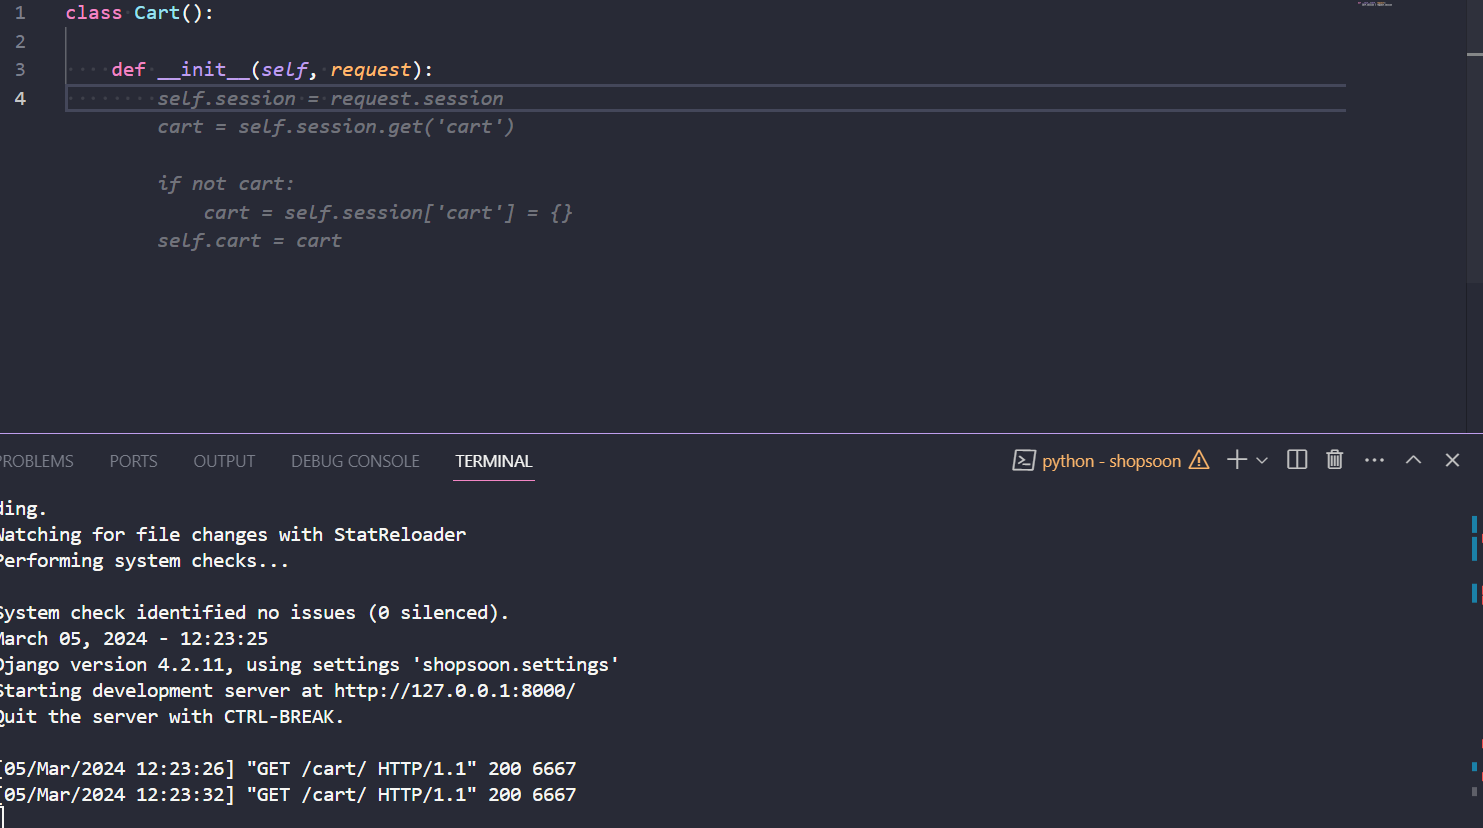 1 class Cart():
2
3 def __init__(self, request):
4 self.session = request.session
cart = self.session.get('cart')
if not cart:
cart = self.session['cart'] = {}
self.cart = cart
PROBLEMS PORTS OUTPUT DEBUG CONSOLE TERMINAL python - shopsoon
ding.
Watching for file changes with StatReloader
Performing system checks...
System check identified no issues (0 silenced).
March 05, 2024 - 12:23:25
Django version 4.2.11, using settings 'shopsoon.settings'
Starting development server at http://127.0.0.1:8000/
Quit the server with CTRL-BREAK.
[05/Mar/2024 12:23:26] "GET /cart/ HTTP/1.1" 200 6667
[05/Mar/2024 12:23:32] "GET /cart/ HTTP/1.1" 200 6667